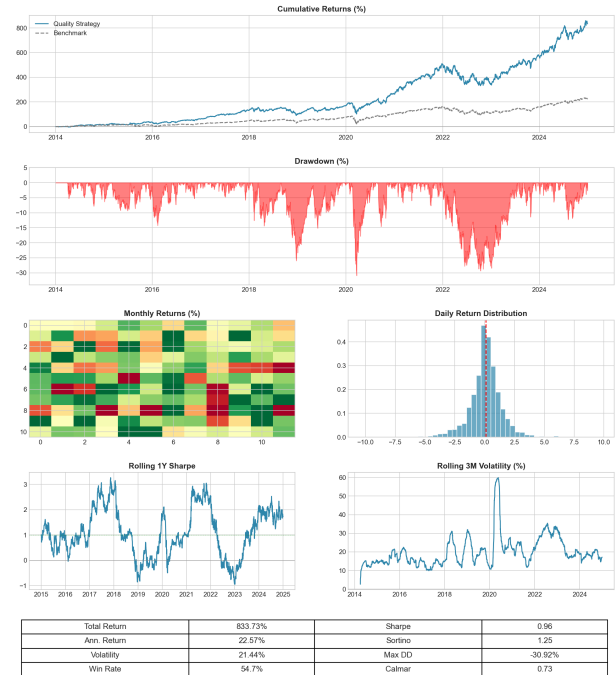 Cumulative Returns (%)
Quality Strategy
Benchmark
800
600
400
200
0
2014 2016 2018 2020 2022 2024
Drawdown (%)
5
0
−5
−10
−15
−20
−25
−30
2014 2016 2018 2020 2022 2024
Monthly Returns (%)
0
2
4
6
8
10
0 2 4 6 8 10
Daily Return Distribution
0.4
0.3
0.2
0.1
0.0
−10.0 −7.5 −5.0 −2.5 0.0 2.5 5.0 7.5 10.0
Rolling 1Y Sharpe
3
2
1
0
−1
2015 2016 2017 2018 2019 2020 2021 2022 2023 2024 2025
Rolling 3M Volatility (%)
60
50
40
30
20
10
0
2014 2016 2018 2020 2022 2024
Total Return 833.73% Sharpe 0.96
Ann. Return 22.57% Sortino 1.25
Volatility 21.44% Max DD -30.92%
Win Rate 54.7% Calmar 0.73